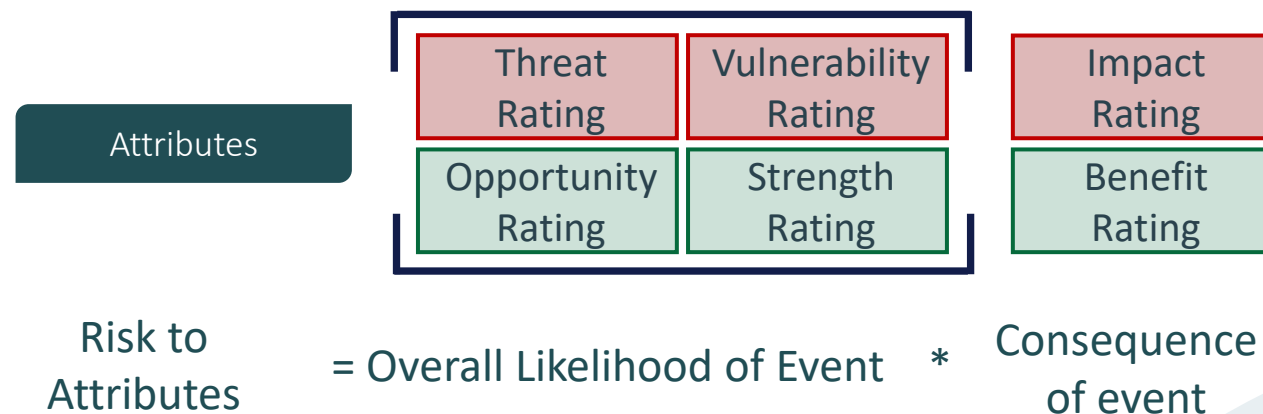 Threat
Rating
Vulnerability
Rating
Impact
Rating
Attributes
Opportunity
Rating
Strength
Rating
Benefit
Rating
Risk to
Attributes
= Overall Likelihood of Event *
Consequence
of event